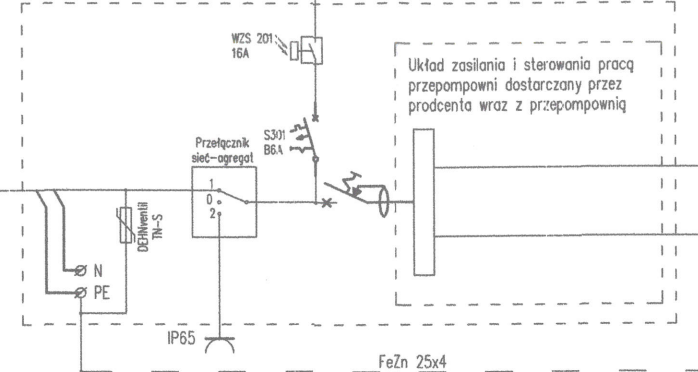 WZS 201
16A
Układ zasilania i sterowania pracą
przepompowni dostarczany przez
prodcenta wraz z przepompownią
S301
B6A
Przełącznik
sieć-agregat
1
0
2
DEHNventil
TN-S
N
PE
IP65
FeZn 25x4